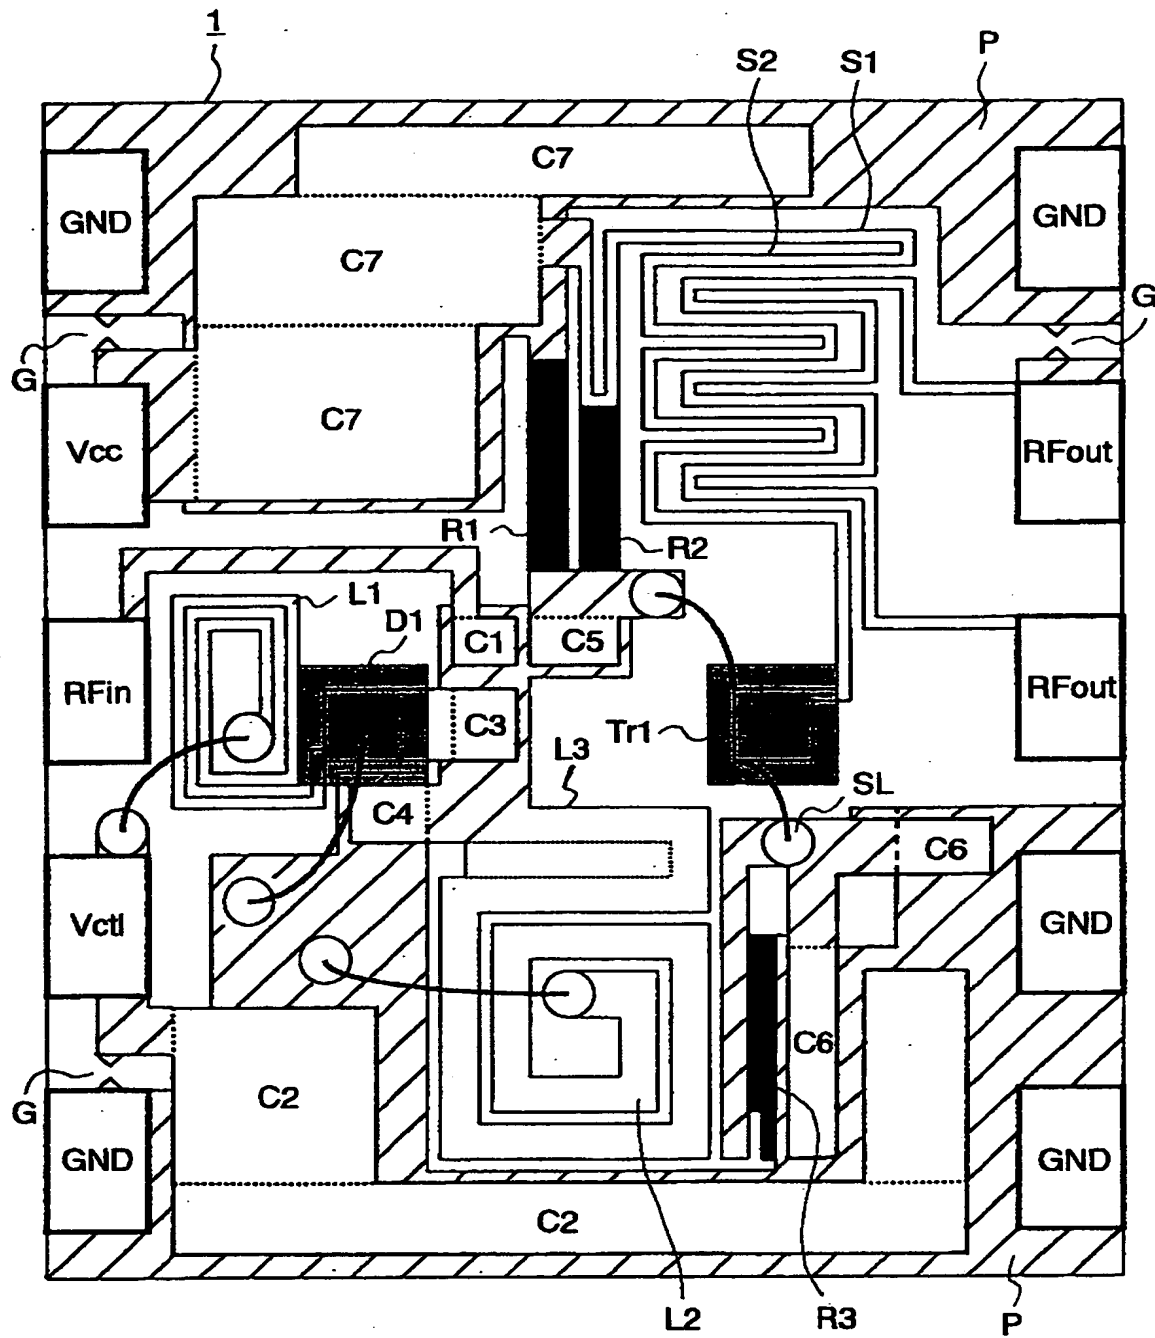 1
S2
S1
P
C7
GND
GND
C7
G
G
C7
Vcc
RFout
R1
R2
L1
D1
C1
C5
RFin
C3
Tr1
RFout
L3
SL
C4
C6
Vctl
GND
C6
G
C2
GND
GND
C2
L2
R3
P